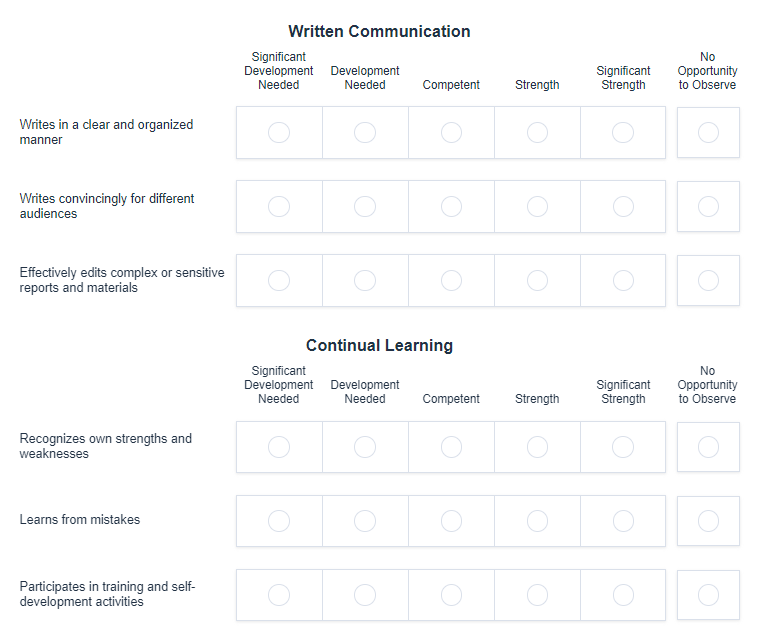 Written Communication
Significant Development Needed
Development Needed
Competent
Strength
Significant Strength
No Opportunity to Observe
Writes in a clear and organized
manner
Writes convincingly for different
audiences
Effectively edits complex or sensitive
reports and materials
Continual Learning
Significant Development Needed
Development Needed
Competent
Strength
Significant Strength
No Opportunity to Observe
Recognizes own strengths and
weaknesses
Learns from mistakes
Participates in training and self-
development activities